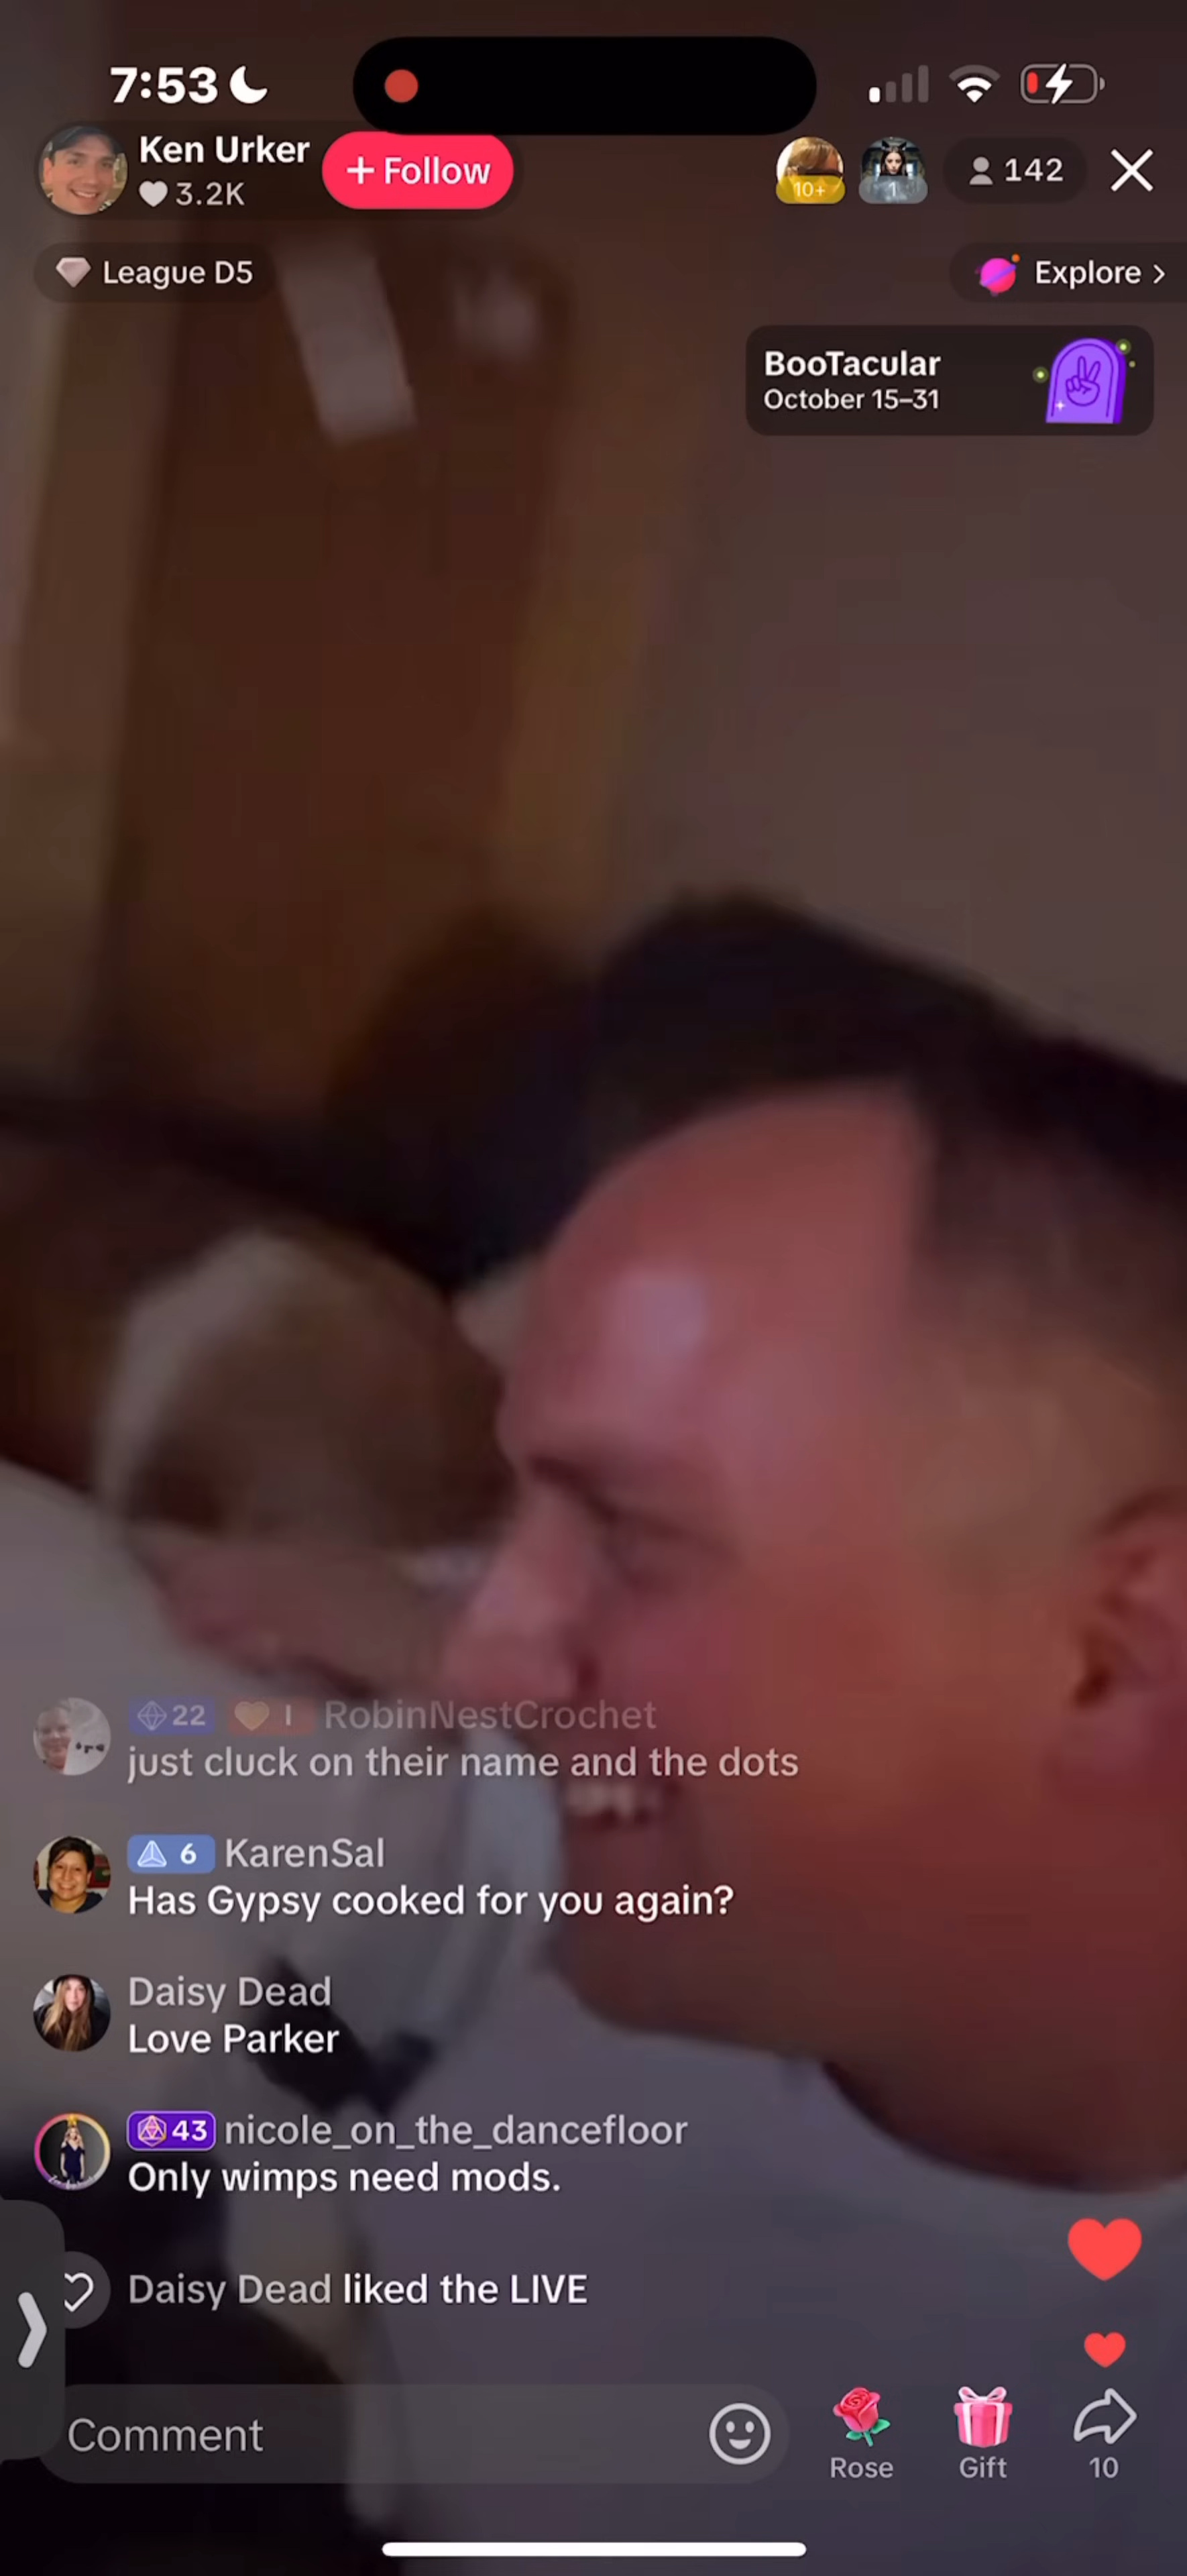 7:53
Ken Urker
3.2K
+ Follow
10+
1
142
League D5
Explore >
BooTacular
October 15–31
22 I RobinNestCrochet
just cluck on their name and the dots
6 KarenSal
Has Gypsy cooked for you again?
Daisy Dead
Love Parker
43 nicole_on_the_dancefloor
Only wimps need mods.
Daisy Dead liked the LIVE
Comment
Rose
Gift
10